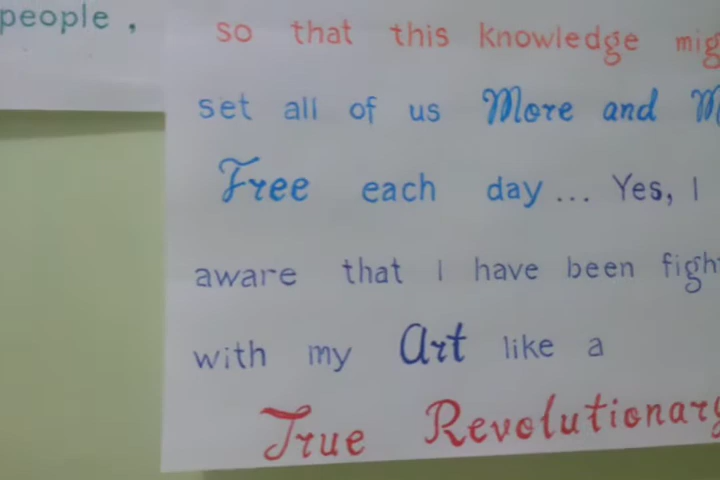 people,
so that this knowledge
set all of us More and
Free each day... Yes, I
aware that I have been
with my Art like a
True Revolutionary